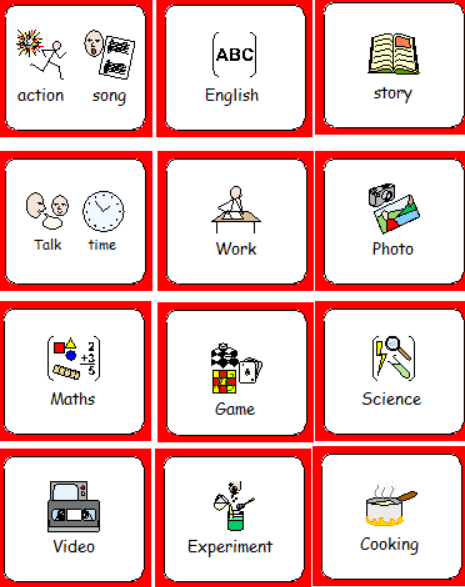 action song
ABC
English
story
Talk time
Work
Photo
2
+3
5
Maths
Game
Science
Video
Experiment
Cooking